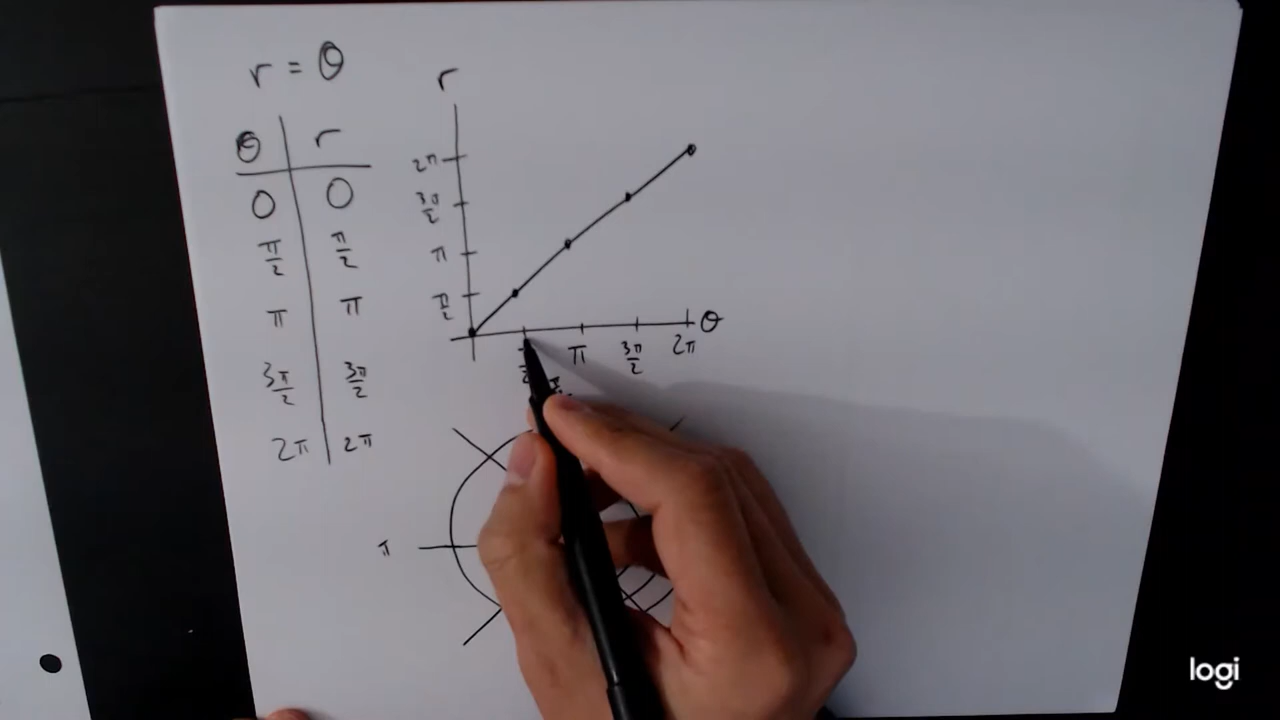 r = θ
θ r
0 0
π/2 π/2
π π
3π/2 3π/2
2π 2π
r
2π
3π/2
π
π/2
π 3π/2 2π θ
π
logi